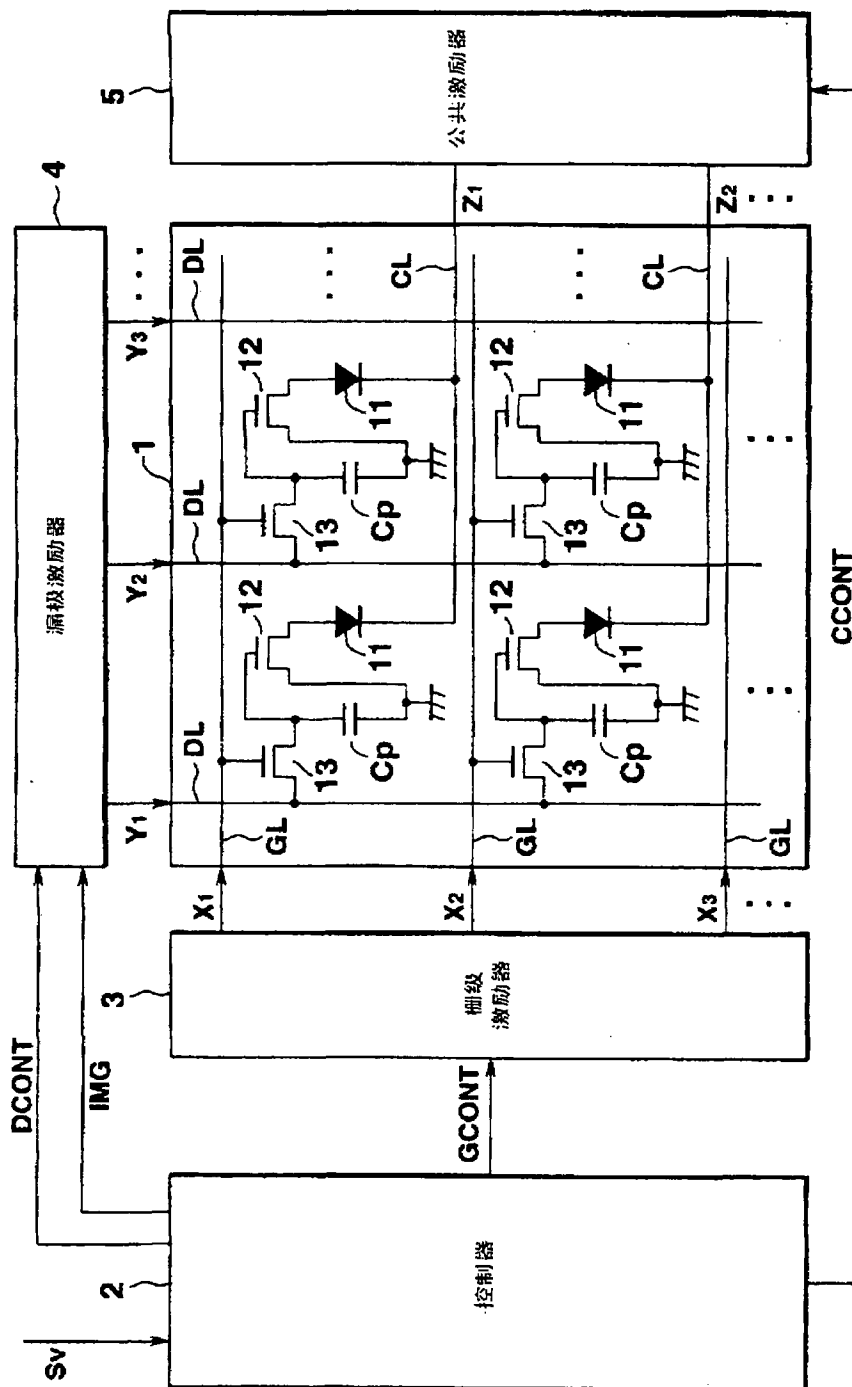 4
漏极激励器
DCONT
IMG
Y1
DL
Y2
DL
1
Y3
DL
···
5
公共激励器
Sv
2
控制器
GCONT
3
栅级
激励器
X1
GL
13
Cp
12
11
13
Cp
12
11
CL
···
Z1
X2
GL
13
Cp
12
11
13
Cp
12
11
CL
···
Z2
X3
GL
···
···
···
···
CCONT